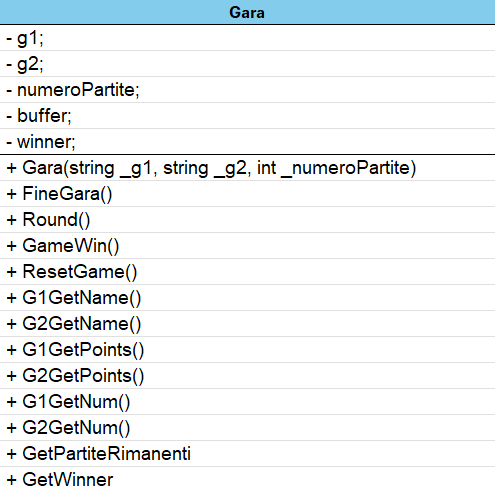 Gara
- g1;
- g2;
- numeroPartite;
- buffer;
- winner;
+ Gara(string _g1, string _g2, int _numeroPartite)
+ FineGara()
+ Round()
+ GameWin()
+ ResetGame()
+ G1GetName()
+ G2GetName()
+ G1GetPoints()
+ G2GetPoints()
+ G1GetNum()
+ G2GetNum()
+ GetPartiteRimanenti
+ GetWinner